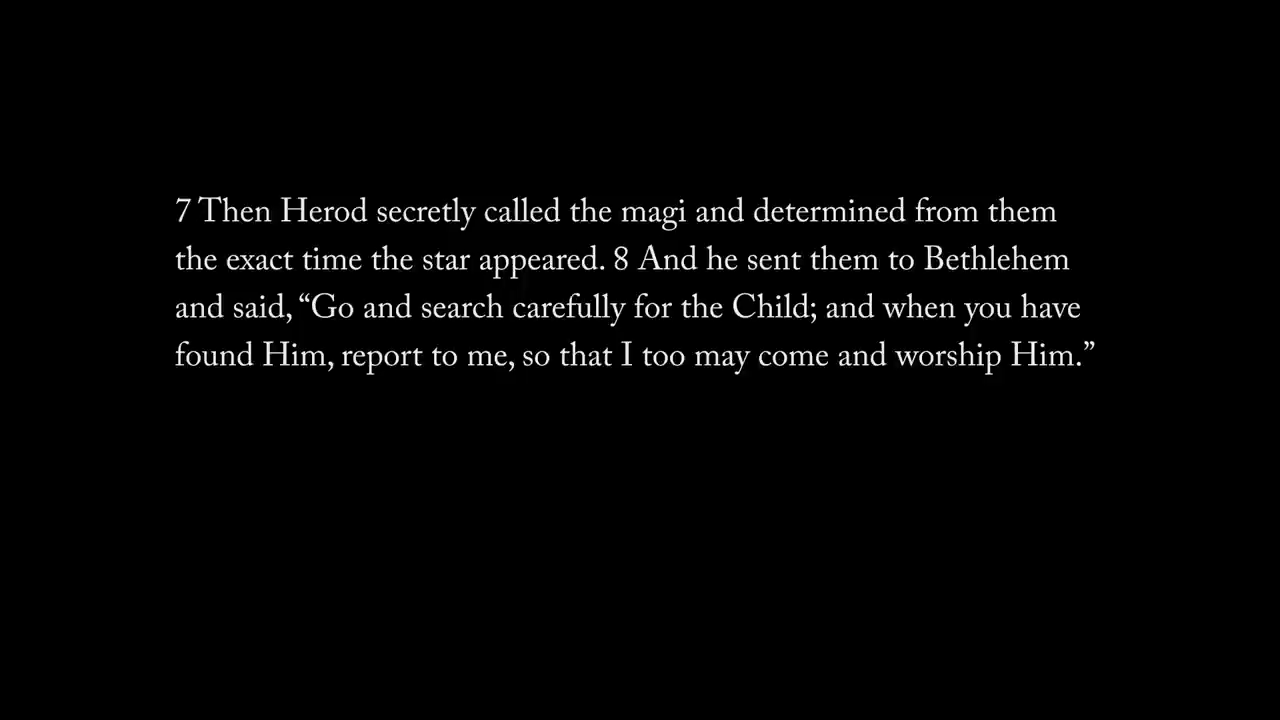 7 Then Herod secretly called the magi and determined from them
the exact time the star appeared. 8 And he sent them to Bethlehem
and said, “Go and search carefully for the Child; and when you have
found Him, report to me, so that I too may come and worship Him.”